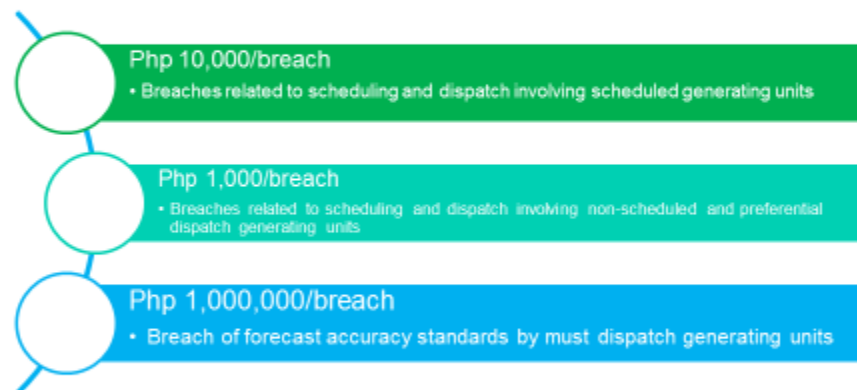 Php 10,000/breach
• Breaches related to scheduling and dispatch involving scheduled generating units
Php 1,000/breach
• Breaches related to scheduling and dispatch involving non-scheduled and preferential
dispatch generating units
Php 1,000,000/breach
• Breach of forecast accuracy standards by must dispatch generating units